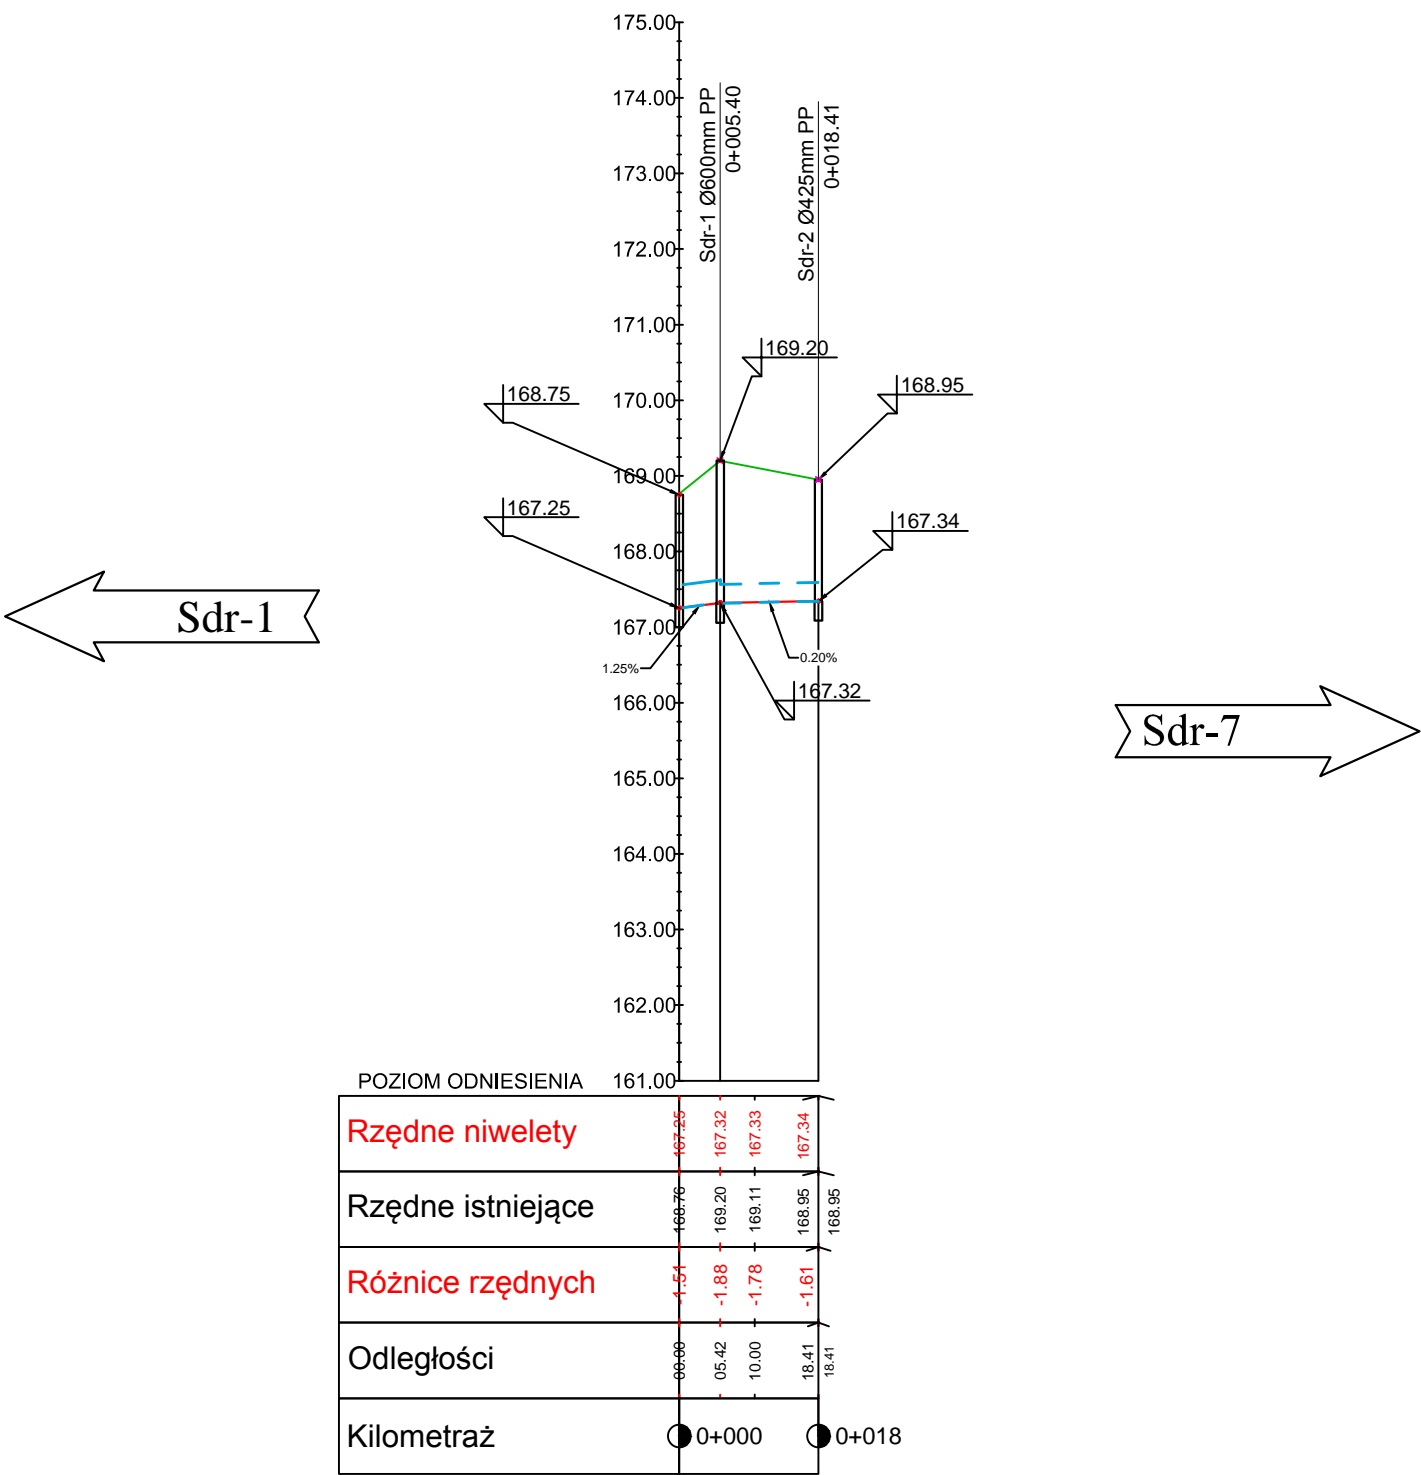 175.00
174.00
173.00
172.00
171.00
170.00
169.00
168.00
167.00
166.00
165.00
164.00
163.00
162.00
161.00
Sdr-1 Ø600mm PP
0+005.40
Sdr-2 Ø425mm PP
0+018.41
169.20
168.75
168.95
167.25
167.34
1.25%
0.20%
167.32
Sdr-1
Sdr-7
POZIOM ODNIESIENIA
Rzędne niwelety 167.25 167.32 167.33 167.34
Rzędne istniejące 168.76 169.20 169.11 168.95 168.95
Różnice rzędnych -1.51 -1.88 -1.78 -1.61
Odległości 00.00 05.42 10.00 18.41 18.41
Kilometraż 0+000 0+018